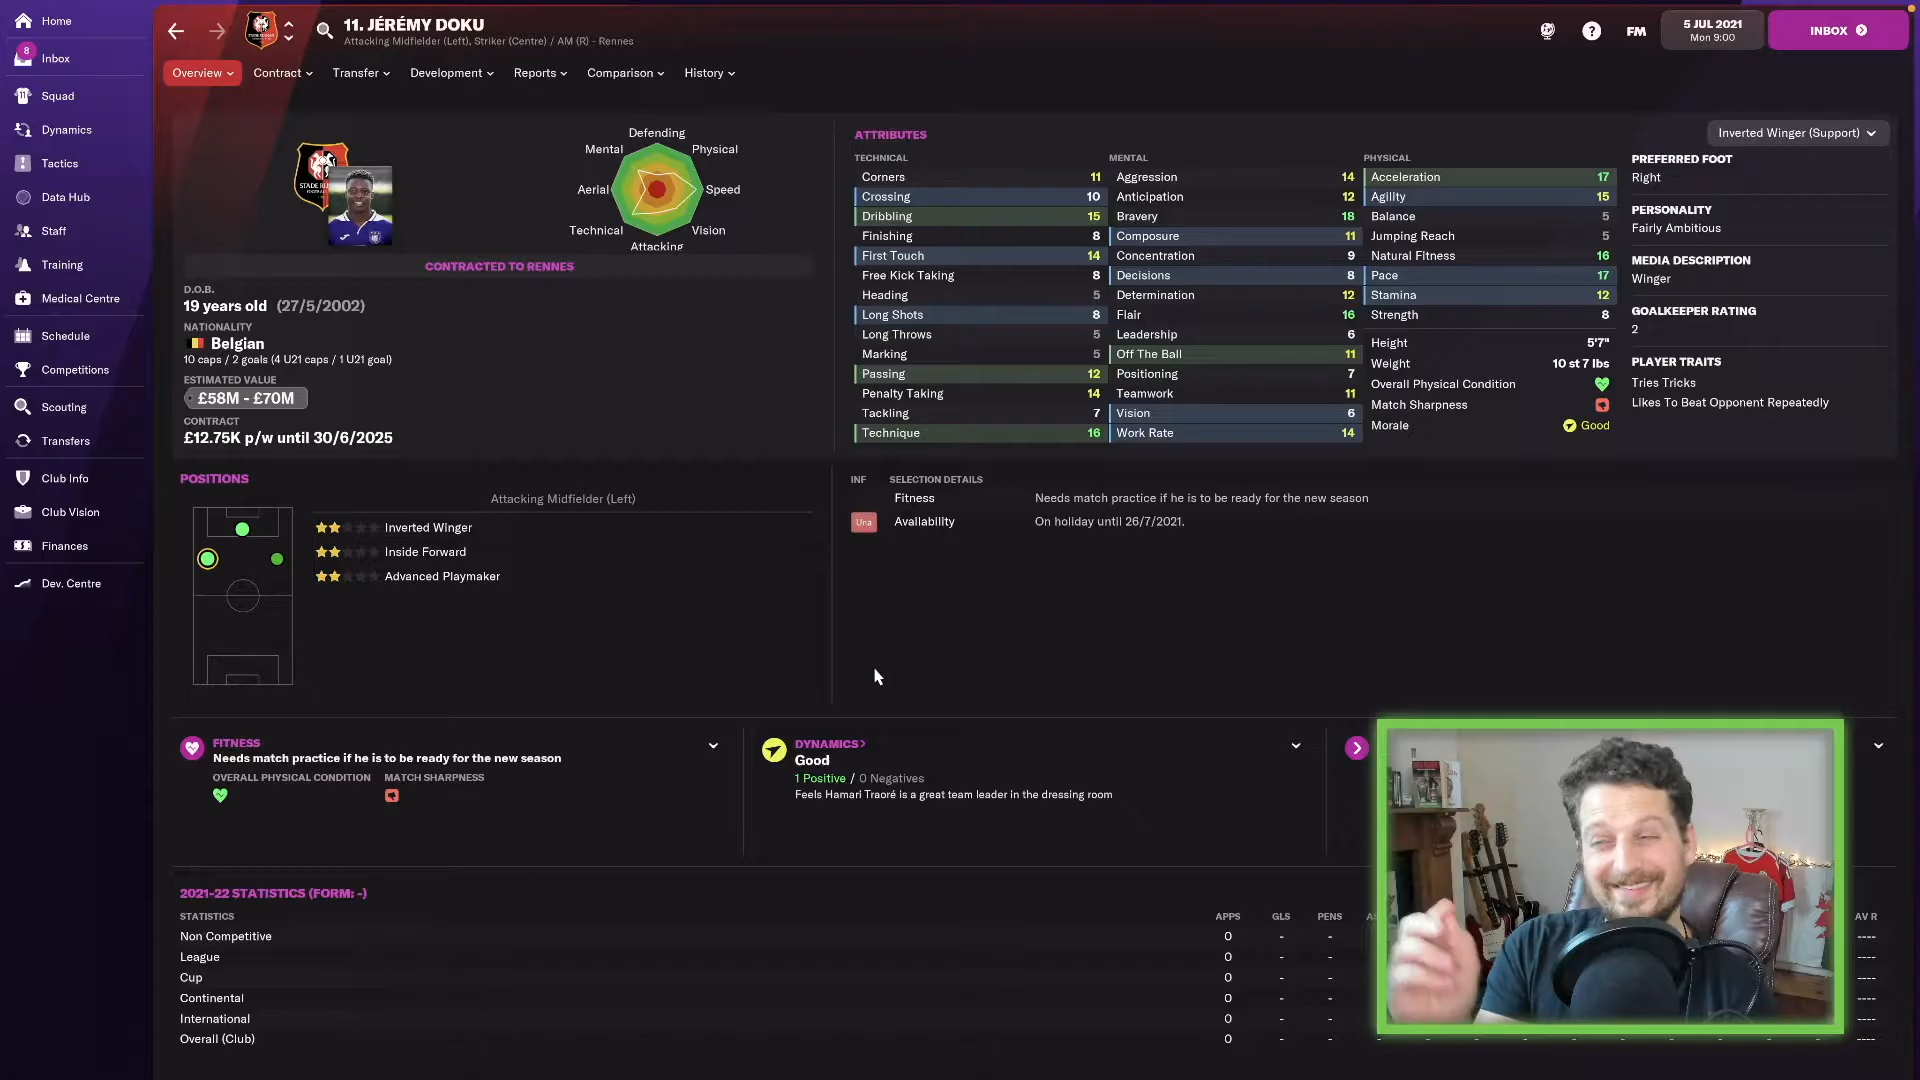 Home
8
Inbox
Squad
Dynamics
Tactics
Data Hub
Staff
Training
Medical Centre
Schedule
Competitions
Scouting
Transfers
Club Info
Club Vision
Finances
Dev. Centre
11. JÉRÉMY DOKU
Attacking Midfielder (Left), Striker (Centre) / AM (R) - Rennes
FM
5 JUL 2021
Mon 9:00
INBOX
Overview
Contract
Transfer
Development
Reports
Comparison
History
Defending
Mental
Physical
Aerial
Speed
Technical
Vision
Attacking
CONTRACTED TO RENNES
D.O.B.
19 years old (27/5/2002)
NATIONALITY
Belgian
10 caps / 2 goals (4 U21 caps / 1 U21 goal)
ESTIMATED VALUE
£58M - £70M
CONTRACT
£12.75K p/w until 30/6/2025
ATTRIBUTES
Inverted Winger (Support)
TECHNICAL
Corners 11
Crossing 10
Dribbling 15
Finishing 8
First Touch 14
Free Kick Taking 8
Heading 5
Long Shots 8
Long Throws 5
Marking 5
Passing 12
Penalty Taking 14
Tackling 7
Technique 16
MENTAL
Aggression 14
Anticipation 12
Bravery 18
Composure 11
Concentration 9
Decisions 8
Determination 12
Flair 16
Leadership 6
Off The Ball 11
Positioning 7
Teamwork 11
Vision 6
Work Rate 14
PHYSICAL
Acceleration 17
Agility 15
Balance 5
Jumping Reach 5
Natural Fitness 16
Pace 17
Stamina 12
Strength 8
Height 5'7"
Weight 10 st 7 lbs
Overall Physical Condition
Match Sharpness
Morale Good
PREFERRED FOOT
Right
PERSONALITY
Fairly Ambitious
MEDIA DESCRIPTION
Winger
GOALKEEPER RATING
2
PLAYER TRAITS
Tries Tricks
Likes To Beat Opponent Repeatedly
POSITIONS
Attacking Midfielder (Left)
Inverted Winger
Inside Forward
Advanced Playmaker
INF SELECTION DETAILS
Fitness Needs match practice if he is to be ready for the new season
Una Availability On holiday until 26/7/2021.
FITNESS
Needs match practice if he is to be ready for the new season
OVERALL PHYSICAL CONDITION MATCH SHARPNESS
DYNAMICS>
Good
1 Positive / 0 Negatives
Feels Hamari Traoré is a great team leader in the dressing room
2021-22 STATISTICS (FORM: -)
STATISTICS APPS GLS PENS AV R
Non Competitive 0 - - ----
League 0 - - ----
Cup 0 - - ----
Continental 0 - - ----
International 0 - - ----
Overall (Club) 0 - - ----